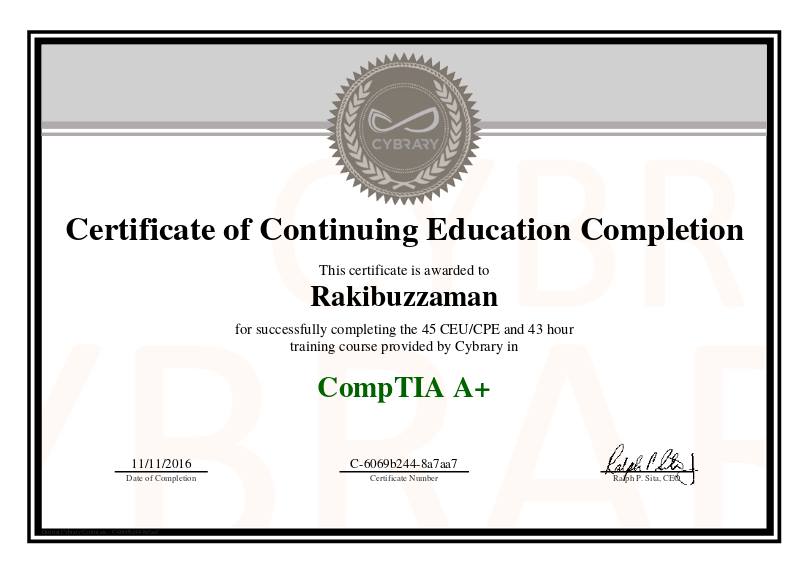 CYBRARY
Certificate of Continuing Education Completion
This certificate is awarded to
Rakibuzzaman
for successfully completing the 45 CEU/CPE and 43 hour
training course provided by Cybrary in
CompTIA A+
11/11/2016
Date of Completion
C-6069b244-8a7aa7
Certificate Number
Ralph P. Sita
Ralph P. Sita, CEO